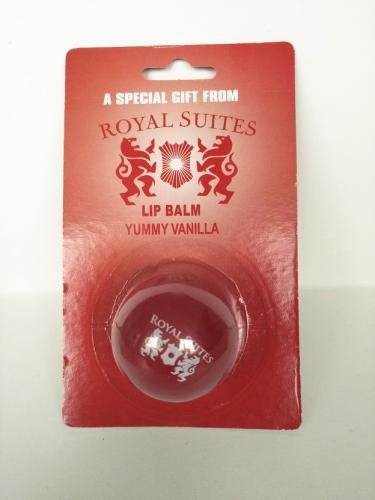 A SPECIAL GIFT FROM
ROYAL SUITES
LIP BALM
YUMMY VANILLA
ROYAL SUITES